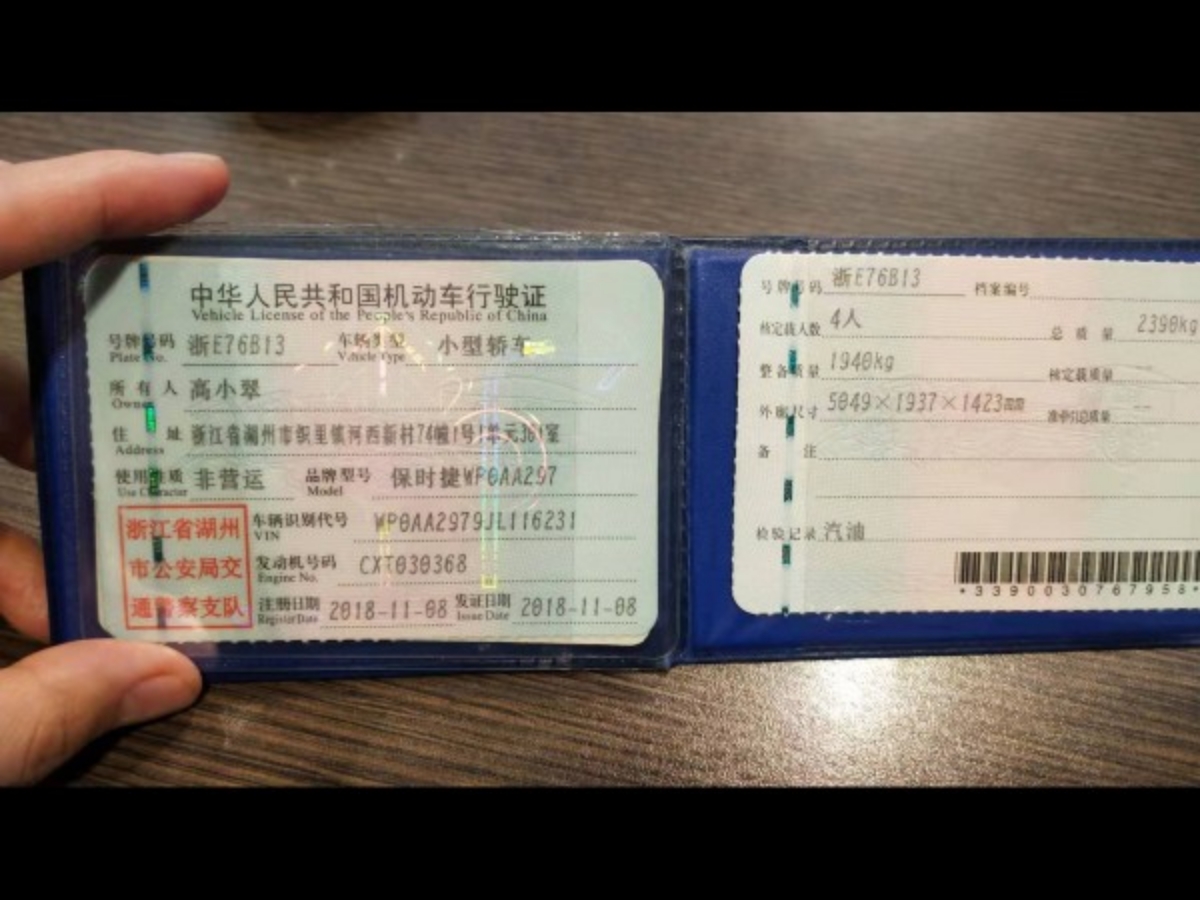 中华人民共和国机动车行驶证
Vehicle License of the People's Republic of China
号牌号码 浙E76B13 车辆类型 小型轿车
Plate No. Vehicle Type
所有人 高小翠
Owner
住址 浙江省湖州市织里镇河西新村74幢1号1单元301室
Address
使用性质 非营运 品牌型号 保时捷WP0AA297
Use Character Model
浙江省湖州
市公安局交
通警察支队
车辆识别代号 WP0AA2979JL116231
VIN
发动机号码 CXT030368
Engine No.
注册日期 2018-11-08 发证日期 2018-11-08
Register Date Issue Date
号牌号码 浙E76B13 档案编号
核定载人数 4人 总质量 2390kg
整备质量 1940kg 核定载质量 --
外廓尺寸 5049×1937×1423mm 准牵引总质量 --
备注
检验记录 汽油
*3390030767958*